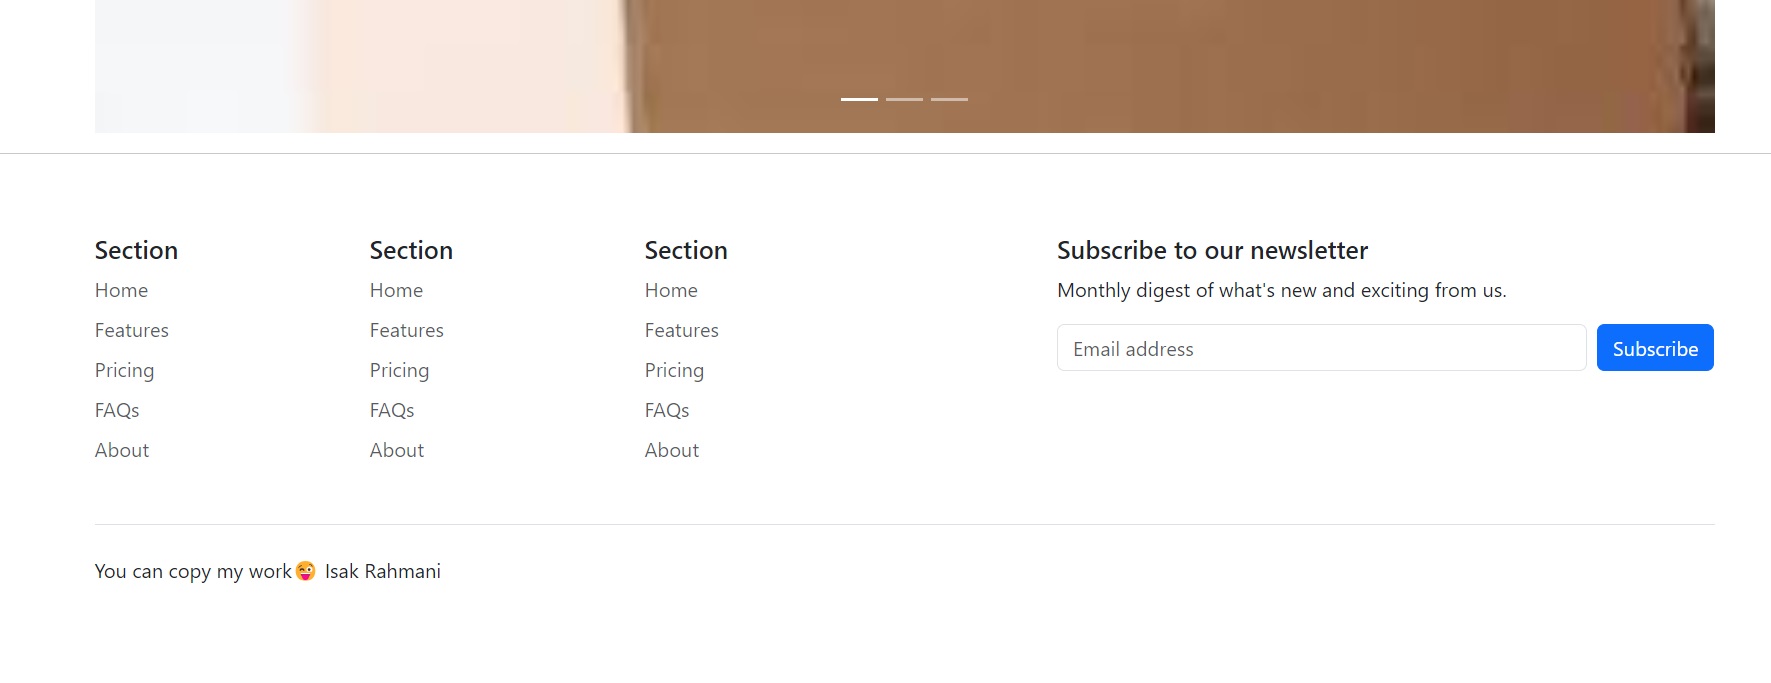 Section
Home
Features
Pricing
FAQs
About
Section
Home
Features
Pricing
FAQs
About
Section
Home
Features
Pricing
FAQs
About
Subscribe to our newsletter
Monthly digest of what's new and exciting from us.
Email address
Subscribe
You can copy my work😜 Isak Rahmani